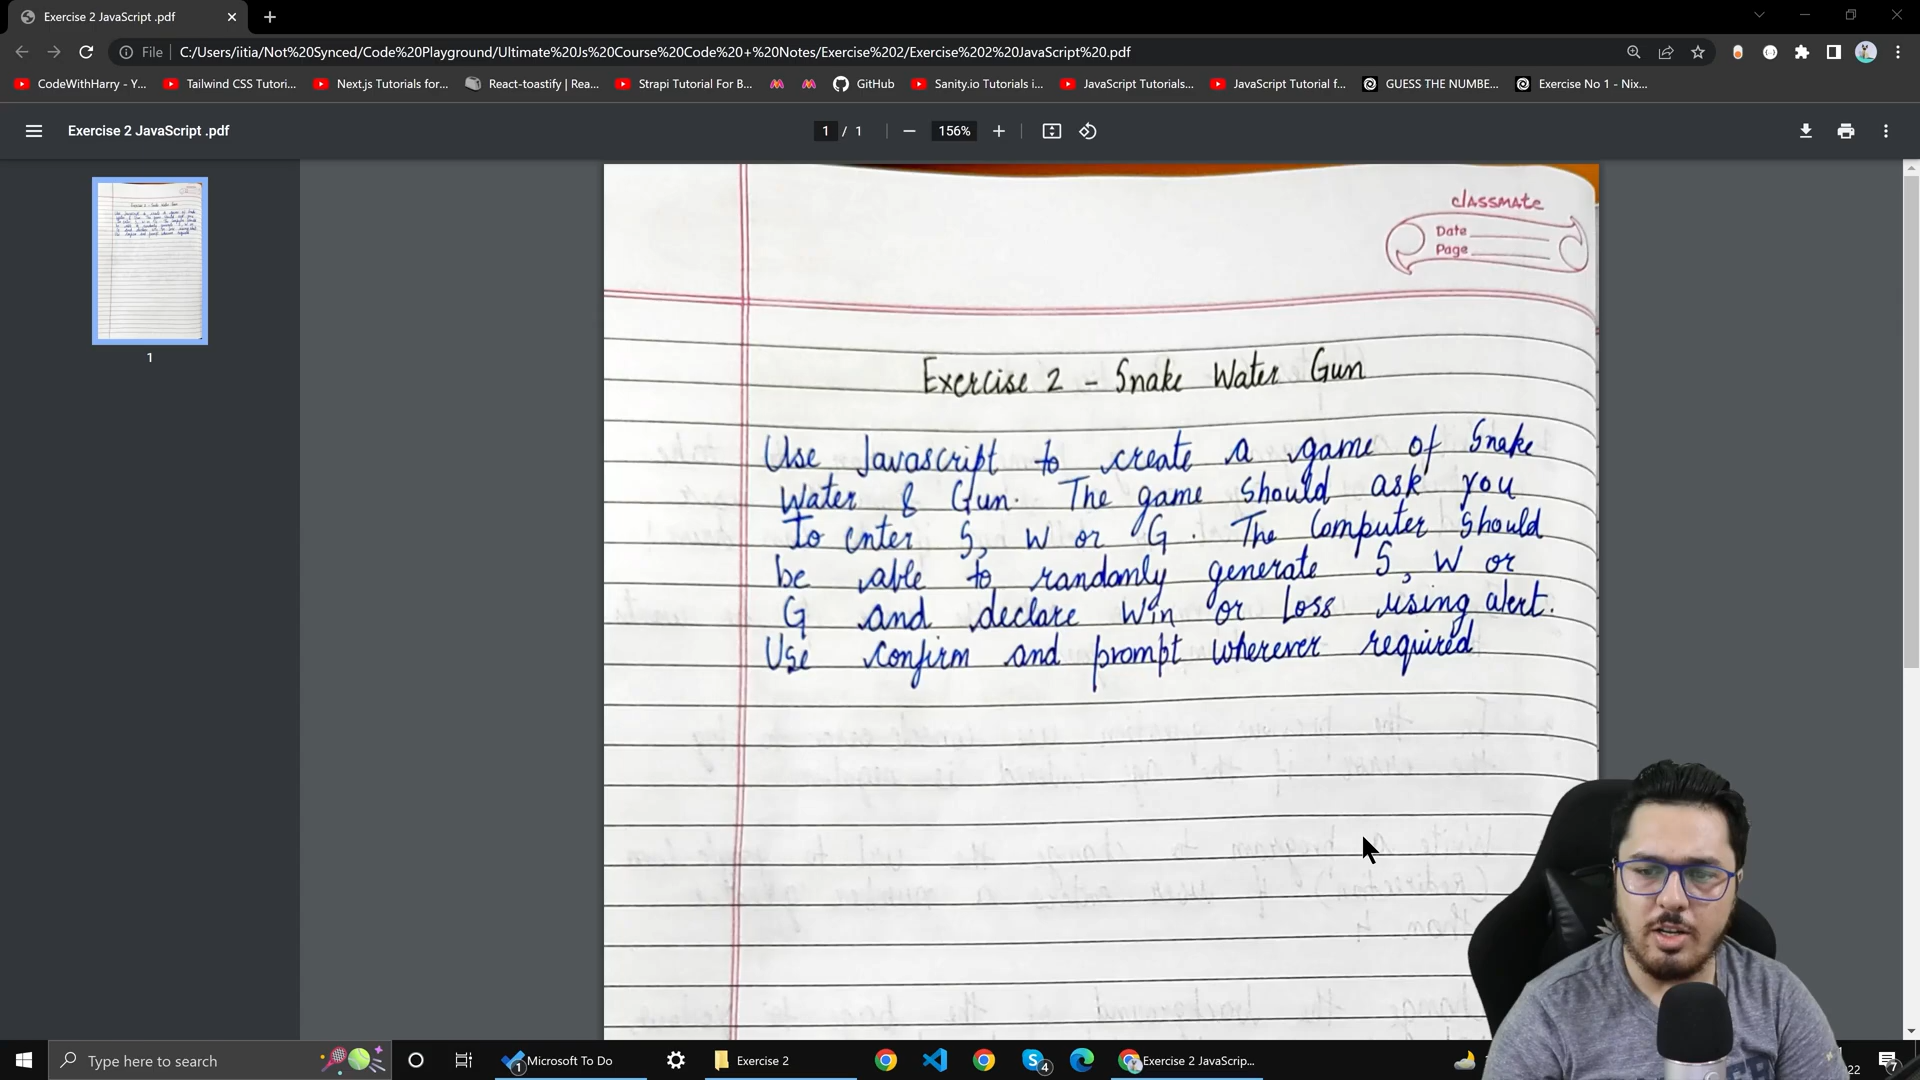 Exercise 2 JavaScript .pdf
File C:/Users/iitia/Not%20Synced/Code%20Playground/Ultimate%20Js%20Course%20Code%20+%20Notes/Exercise%202/Exercise%202%20JavaScript%20.pdf
CodeWithHarry - Y... Tailwind CSS Tutori... Next.js Tutorials for... React-toastify | Rea... Strapi Tutorial For B... GitHub Sanity.io Tutorials i... JavaScript Tutorials... JavaScript Tutorial f... GUESS THE NUMBE... Exercise No 1 - Nix...
Exercise 2 JavaScript .pdf 1 / 1 156%
1
classmate
Date
Page
Exercise 2 - Snake Water Gun
Use Javascript to create a game of Snake
Water & Gun. The game should ask you
To enter S, W or G. The Computer should
be able to randomly generate S, W or
G and declare Win or Loss using alert.
Use confirm and prompt wherever required
Type here to search
1 Microsoft To Do
Exercise 2
4
Exercise 2 JavaScrip...
22
7